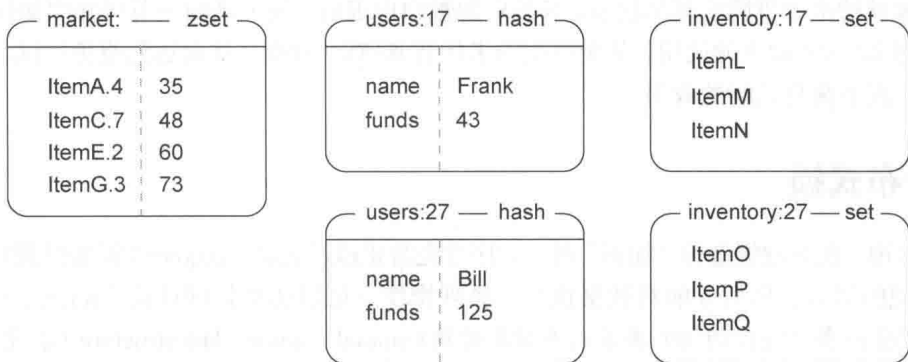 market: zset
ItemA.4 35
ItemC.7 48
ItemE.2 60
ItemG.3 73
users:17 hash
name Frank
funds 43
inventory:17 set
ItemL
ItemM
ItemN
users:27 hash
name Bill
funds 125
inventory:27 set
ItemO
ItemP
ItemQ